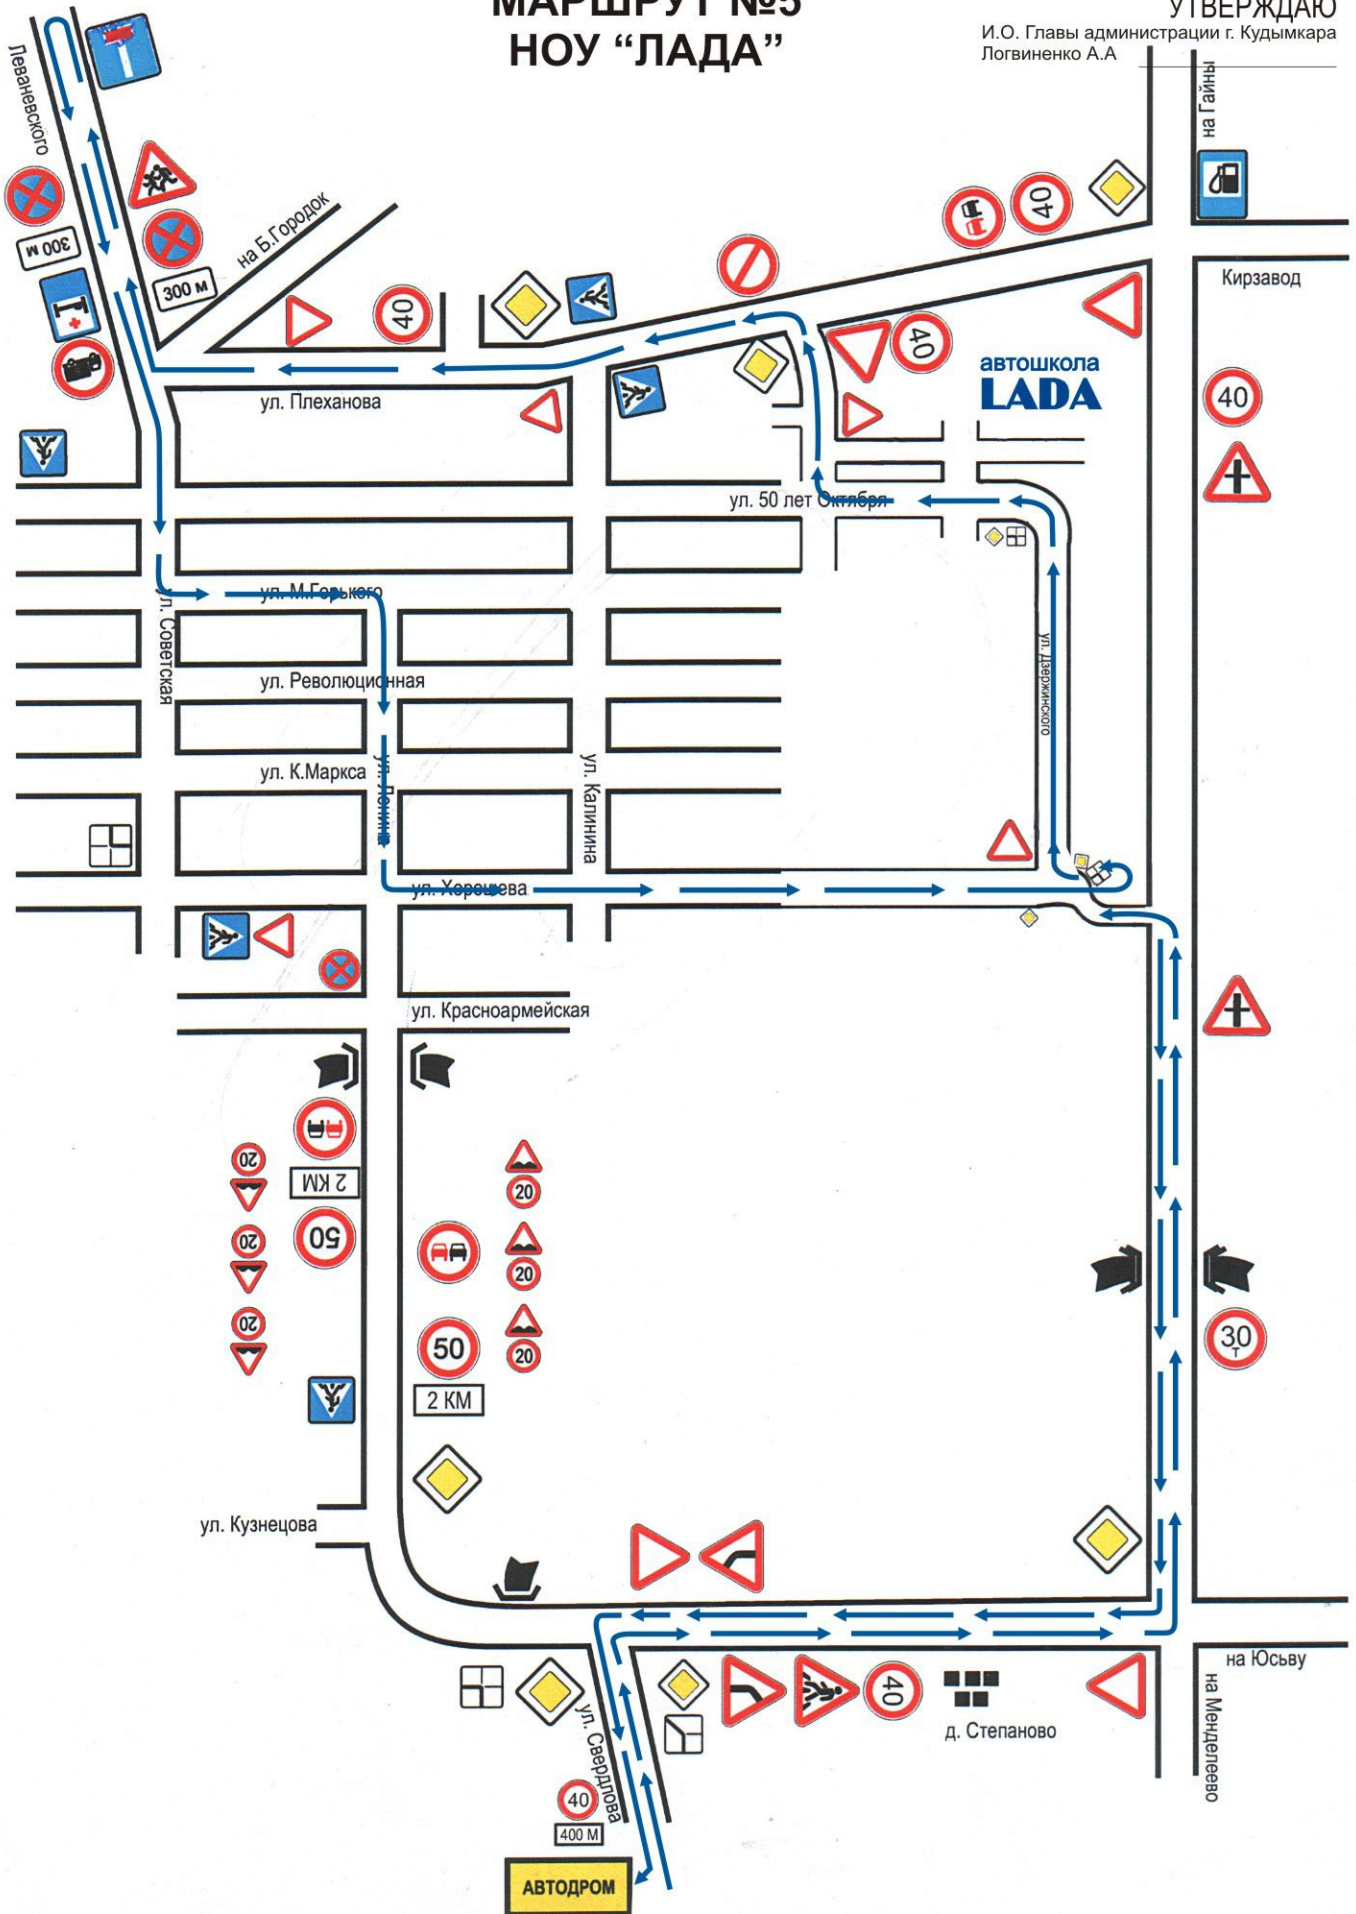 МАРШРУТ №5
НОУ “ЛАДА”
УТВЕРЖДАЮ
И.О. Главы администрации г. Кудымкара
Логвиненко А.А
Леваневского
на Гайны
300 м
300 м
на Б.Городок
40
40
Кирзавод
40
автошкола
LADA
40
ул. Плеханова
ул. 50 лет Октября
ул. М.Горького
ул. Советская
ул. Дзержинского
ул. Революционная
ул. К.Маркса
ул. Ленина
ул. Калинина
ул. Хорошева
ул. Красноармейская
20
2 КМ
50
20
20
20
20
20
50
2 КМ
30
т
ул. Кузнецова
на Юсьву
на Менделеево
40
д. Степаново
ул. Свердлова
40
400 М
АВТОДРОМ